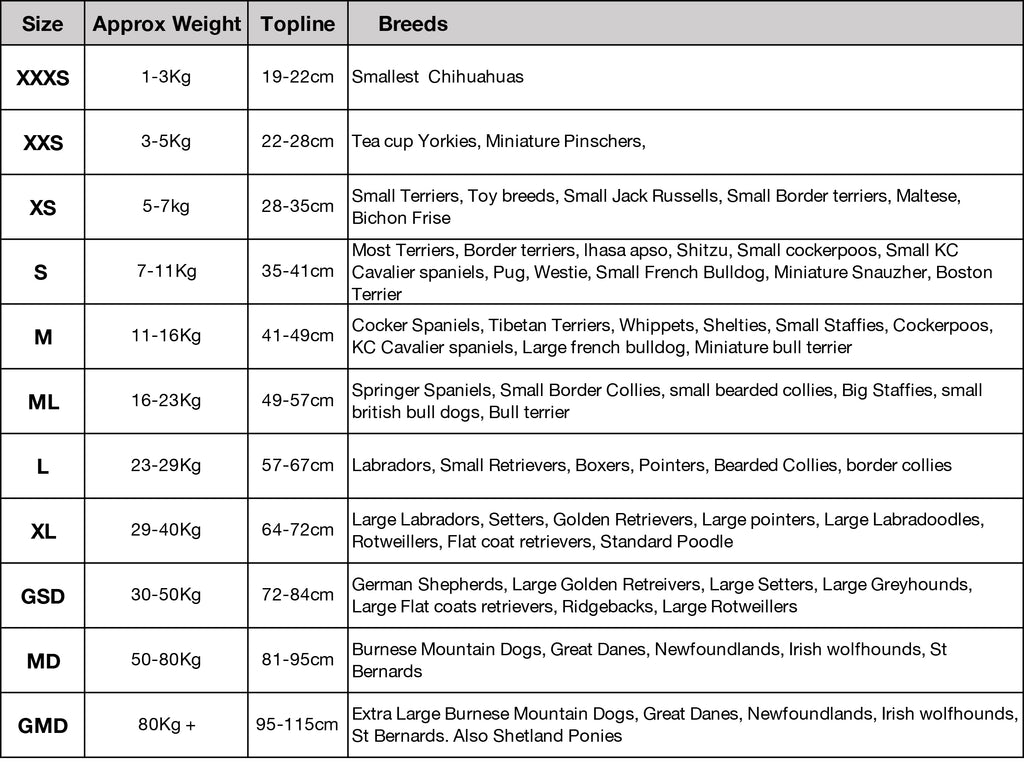 Size Approx Weight Topline Breeds
XXXS 1-3Kg 19-22cm Smallest Chihuahuas
XXS 3-5Kg 22-28cm Tea cup Yorkies, Miniature Pinschers,
XS 5-7kg 28-35cm Small Terriers, Toy breeds, Small Jack Russells, Small Border terriers, Maltese,
Bichon Frise
S 7-11Kg 35-41cm Most Terriers, Border terriers, lhasa apso, Shitzu, Small cockerpoos, Small KC
Cavalier spaniels, Pug, Westie, Small French Bulldog, Miniature Snauzher, Boston
Terrier
M 11-16Kg 41-49cm Cocker Spaniels, Tibetan Terriers, Whippets, Shelties, Small Staffies, Cockerpoos,
KC Cavalier spaniels, Large french bulldog, Miniature bull terrier
ML 16-23Kg 49-57cm Springer Spaniels, Small Border Collies, small bearded collies, Big Staffies, small
british bull dogs, Bull terrier
L 23-29Kg 57-67cm Labradors, Small Retrievers, Boxers, Pointers, Bearded Collies, border collies
XL 29-40Kg 64-72cm Large Labradors, Setters, Golden Retrievers, Large pointers, Large Labradoodles,
Rotweillers, Flat coat retrievers, Standard Poodle
GSD 30-50Kg 72-84cm German Shepherds, Large Golden Retreivers, Large Setters, Large Greyhounds,
Large Flat coats retrievers, Ridgebacks, Large Rotweillers
MD 50-80Kg 81-95cm Burnese Mountain Dogs, Great Danes, Newfoundlands, Irish wolfhounds, St
Bernards
GMD 80Kg + 95-115cm Extra Large Burnese Mountain Dogs, Great Danes, Newfoundlands, Irish wolfhounds,
St Bernards. Also Shetland Ponies